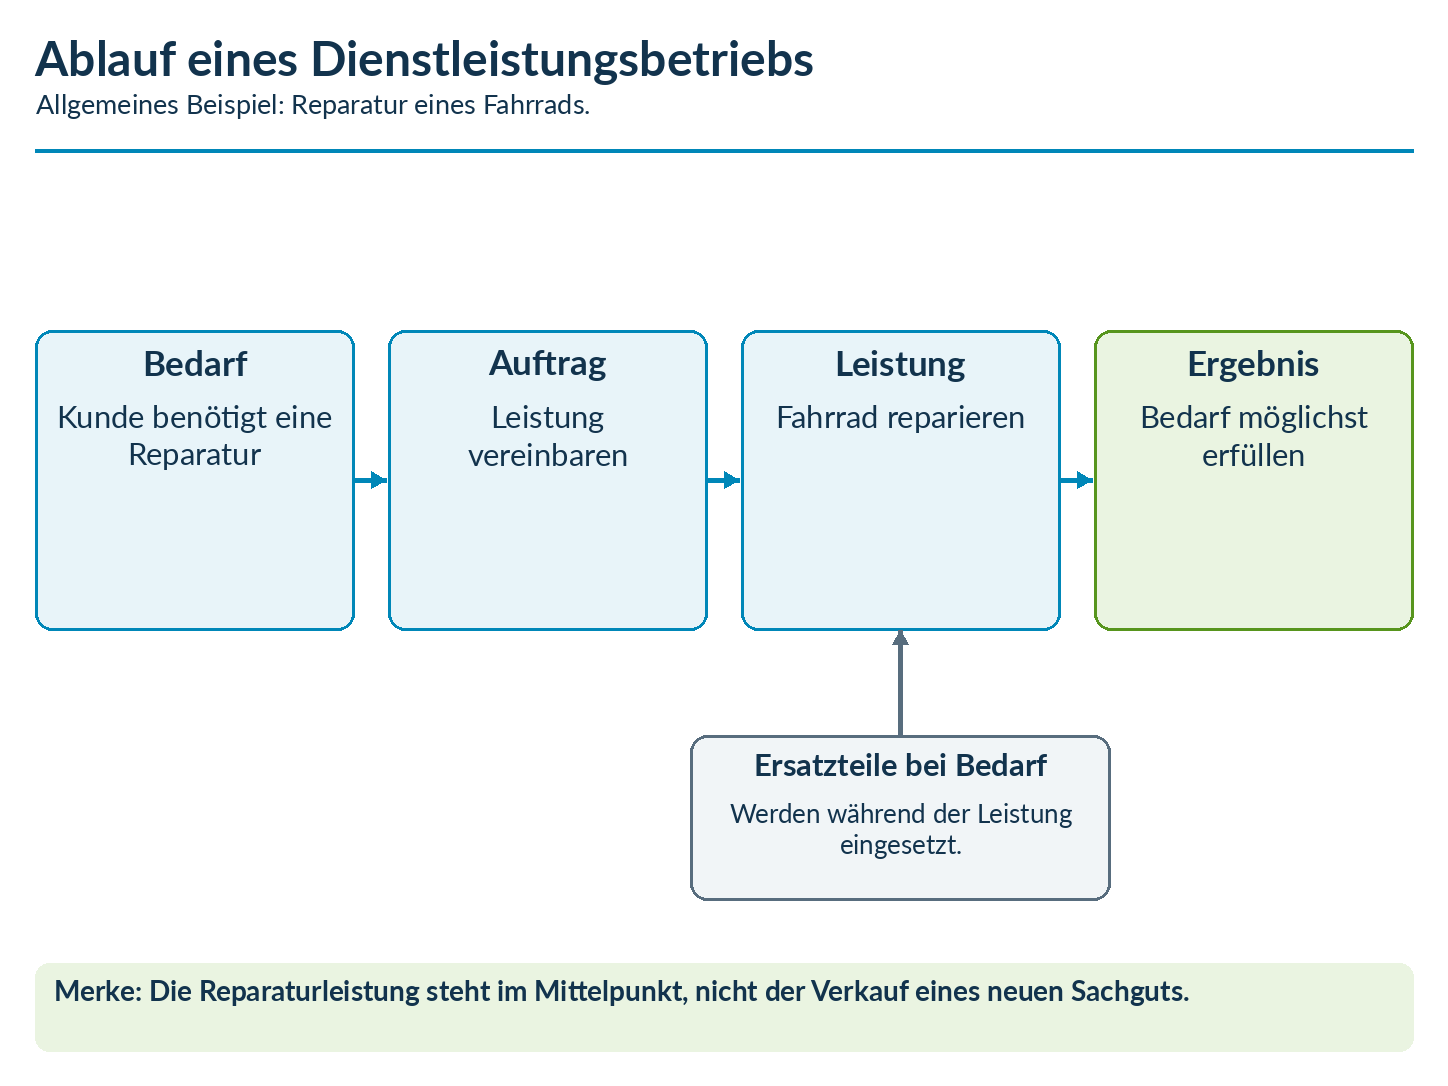 Ablauf eines Dienstleistungsbetriebs
Allgemeines Beispiel: Reparatur eines Fahrrads.
Bedarf
Kunde benötigt eine
Reparatur
Auftrag
Leistung
vereinbaren
Leistung
Fahrrad reparieren
Ergebnis
Bedarf möglichst
erfüllen
Ersatzteile bei Bedarf
Werden während der Leistung
eingesetzt.
Merke: Die Reparaturleistung steht im Mittelpunkt, nicht der Verkauf eines neuen Sachguts.